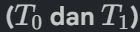 (T₀ dan T₁)